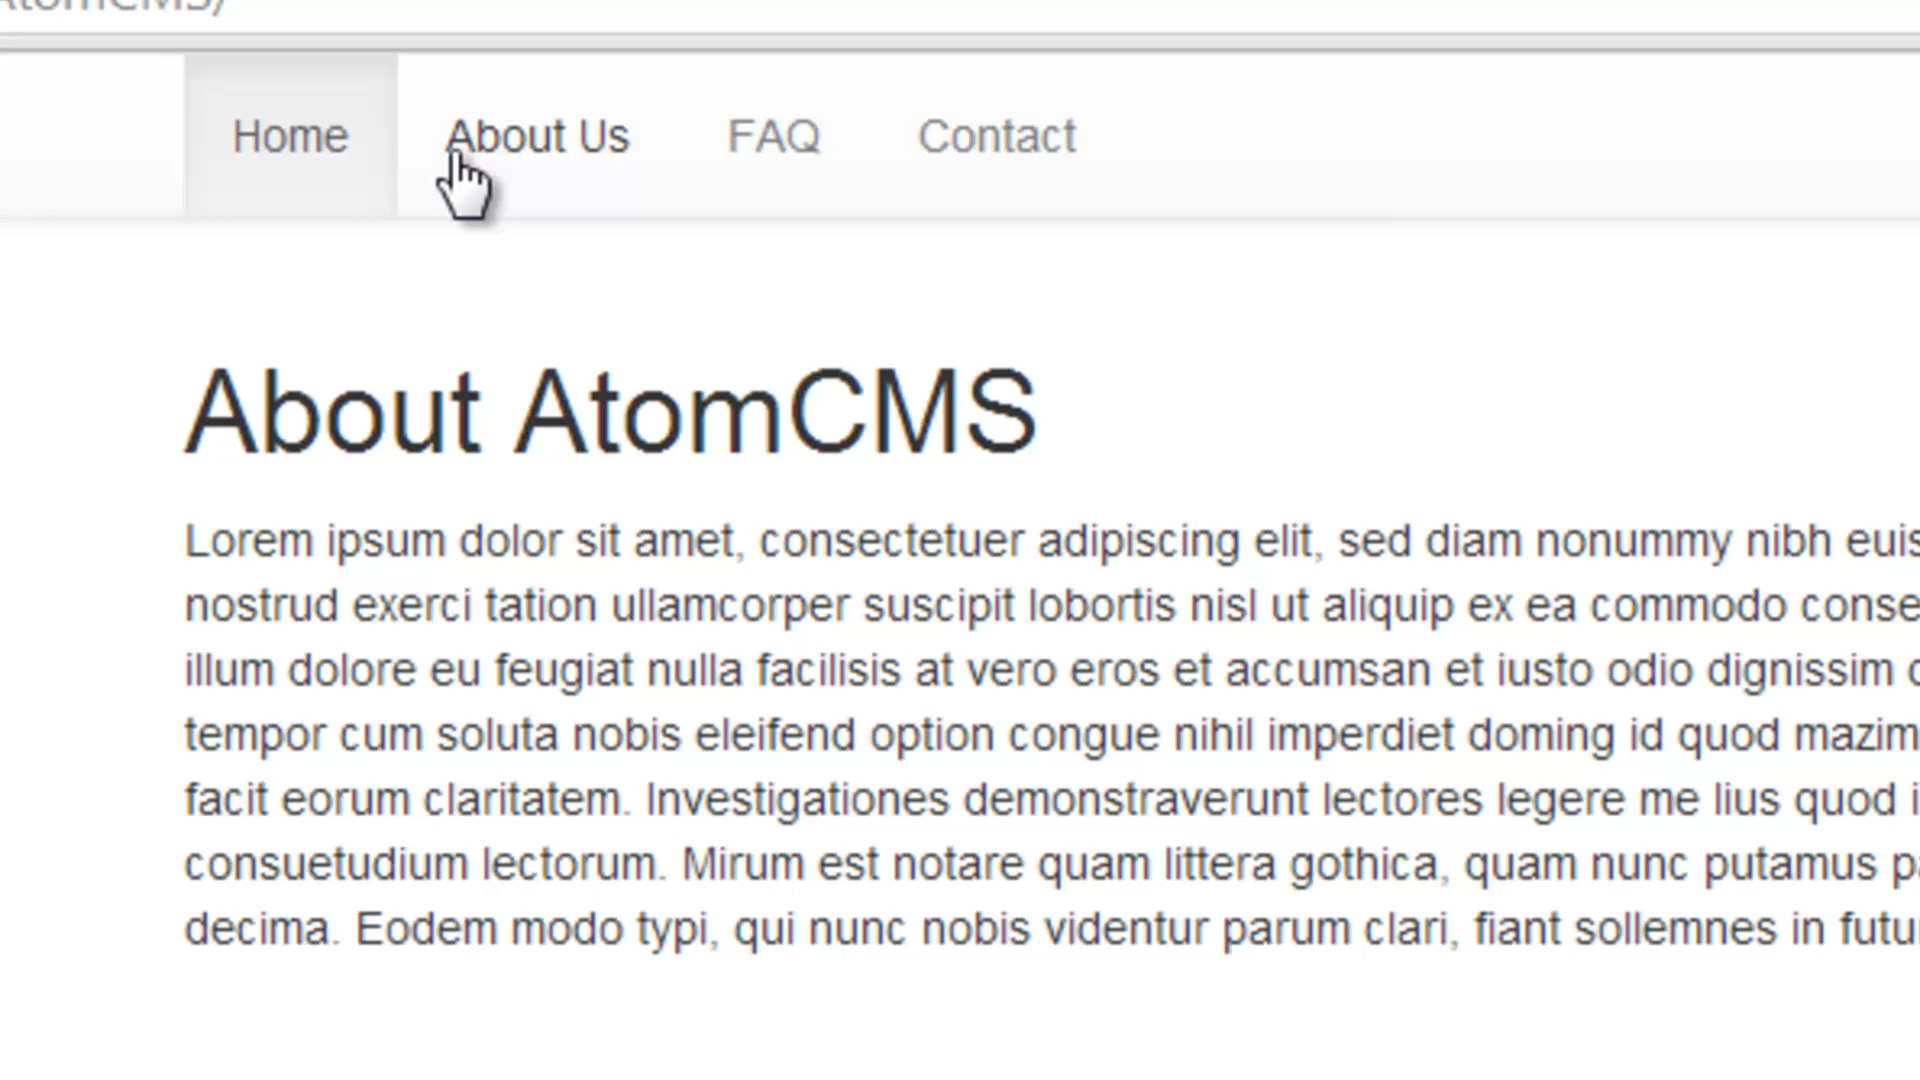 AtomCMS/
Home About Us FAQ Contact
About AtomCMS
Lorem ipsum dolor sit amet, consectetuer adipiscing elit, sed diam nonummy nibh
nostrud exerci tation ullamcorper suscipit lobortis nisl ut aliquip ex ea commodo
illum dolore eu feugiat nulla facilisis at vero eros et accumsan et iusto odio dignissim
tempor cum soluta nobis eleifend option congue nihil imperdiet doming id quod mazim
facit eorum claritatem. Investigationes demonstraverunt lectores legere me lius quod
consuetudium lectorum. Mirum est notare quam littera gothica, quam nunc putamus
decima. Eodem modo typi, qui nunc nobis videntur parum clari, fiant sollemnes in